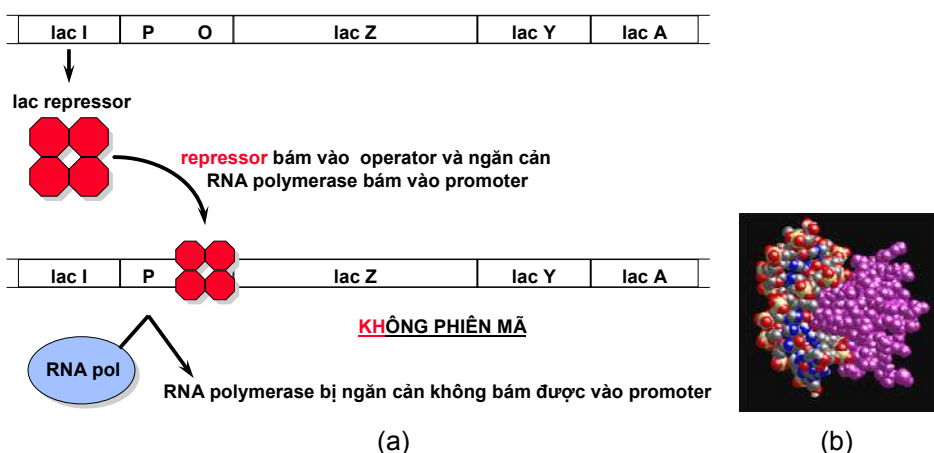 lac I P O lac Z lac Y lac A
lac repressor
repressor bám vào operator và ngăn cản
RNA polymerase bám vào promoter
lac I P lac Z lac Y lac A
KHÔNG PHIÊN MÃ
RNA pol
RNA polymerase bị ngăn cản không bám được vào promoter
(a) (b)